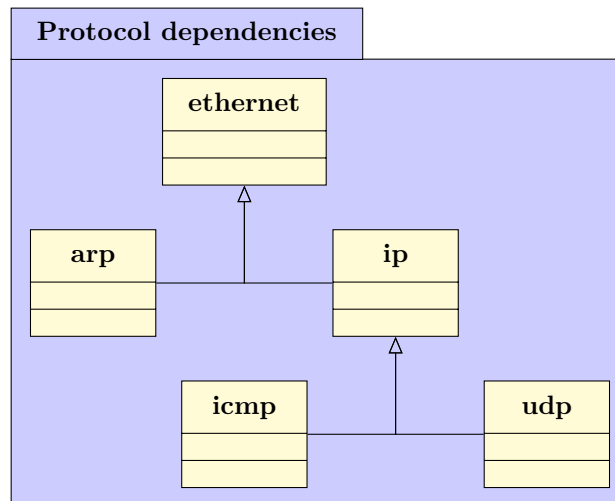 Protocol dependencies
ethernet
arp
ip
icmp
udp